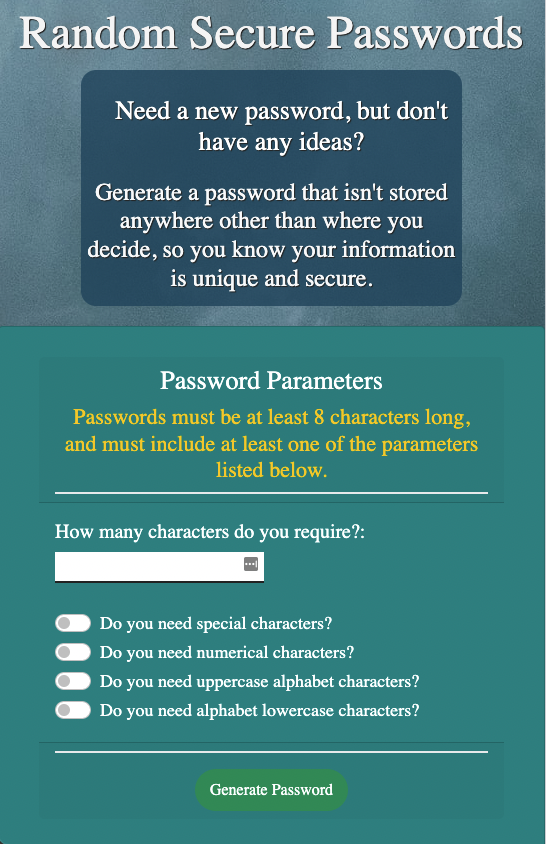 Random Secure Passwords
Need a new password, but don't
have any ideas?
Generate a password that isn't stored
anywhere other than where you
decide, so you know your information
is unique and secure.
Password Parameters
Passwords must be at least 8 characters long,
and must include at least one of the parameters
listed below.
How many characters do you require?:
Do you need special characters?
Do you need numerical characters?
Do you need uppercase alphabet characters?
Do you need alphabet lowercase characters?
Generate Password